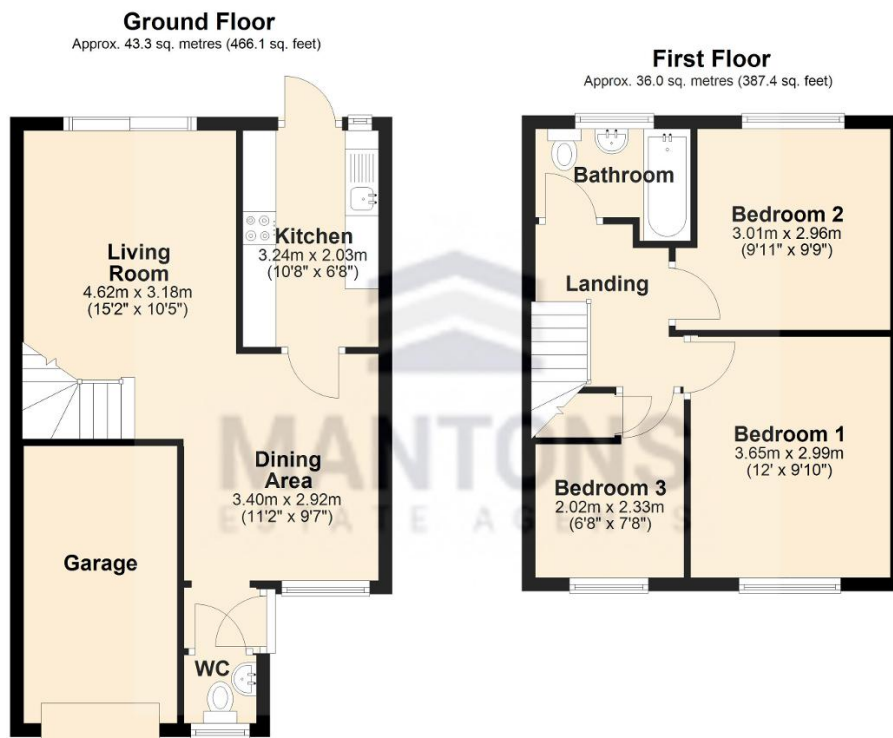 Ground Floor
Approx. 43.3 sq. metres (466.1 sq. feet)
First Floor
Approx. 36.0 sq. metres (387.4 sq. feet)
Living
Room
4.62m x 3.18m
(15'2" x 10'5")
Kitchen
3.24m x 2.03m
(10'8" x 6'8")
Dining
Area
3.40m x 2.92m
(11'2" x 9'7")
Garage
WC
Bathroom
Bedroom 2
3.01m x 2.96m
(9'11" x 9'9")
Landing
Bedroom 1
3.65m x 2.99m
(12' x 9'10")
Bedroom 3
2.02m x 2.33m
(6'8" x 7'8")
MANTONS
ESTATE AGENTS